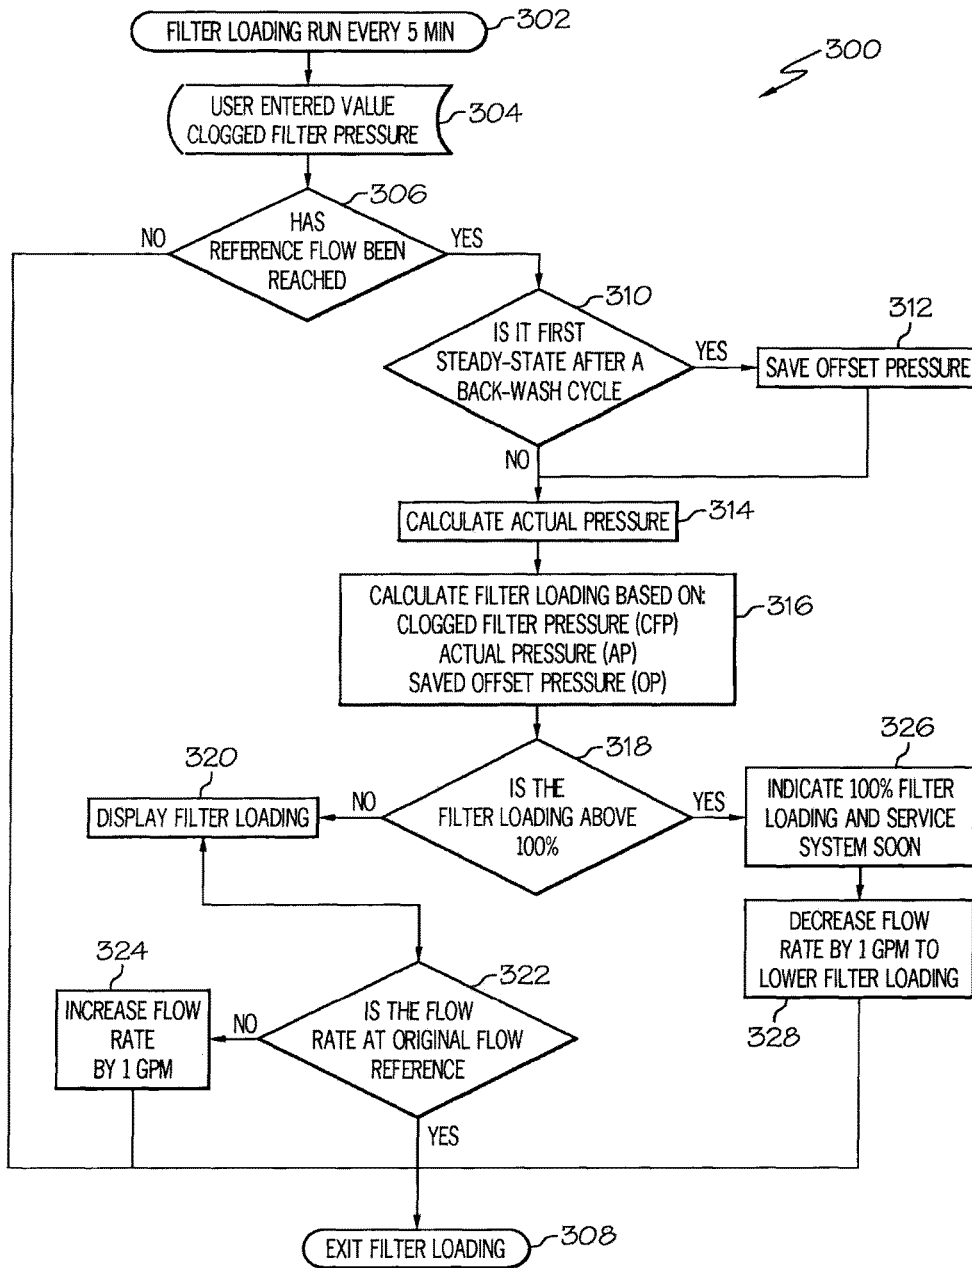 FILTER LOADING RUN EVERY 5 MIN
302
300
USER ENTERED VALUE
CLOGGED FILTER PRESSURE
304
306
HAS
REFERENCE FLOW BEEN
REACHED
NO
YES
310
IS IT FIRST
STEADY-STATE AFTER A
BACK-WASH CYCLE
YES
NO
312
SAVE OFFSET PRESSURE
CALCULATE ACTUAL PRESSURE
314
CALCULATE FILTER LOADING BASED ON:
CLOGGED FILTER PRESSURE (CFP)
ACTUAL PRESSURE (AP)
SAVED OFFSET PRESSURE (OP)
316
318
IS THE
FILTER LOADING ABOVE
100%
NO
YES
320
DISPLAY FILTER LOADING
326
INDICATE 100% FILTER
LOADING AND SERVICE
SYSTEM SOON
DECREASE FLOW
RATE BY 1 GPM TO
LOWER FILTER LOADING
328
322
IS THE FLOW
RATE AT ORIGINAL FLOW
REFERENCE
NO
YES
324
INCREASE FLOW
RATE
BY 1 GPM
EXIT FILTER LOADING
308